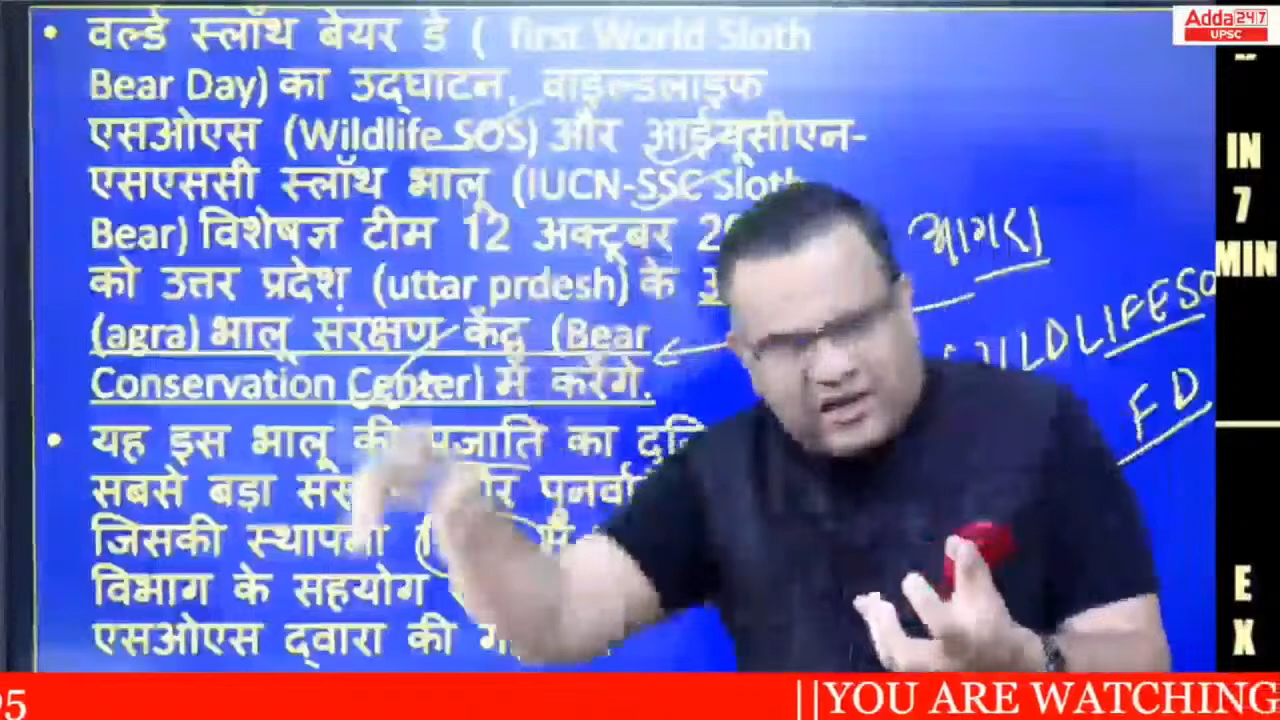 Adda247
UPSC
• वर्ल्ड स्लॉथ बेयर डे ( World Sloth
Bear Day) का उद्घाटन, वाइल्डलाइफ
एसओएस (Wildlife SOS) और आईयूसीएन-
एसएससी स्लॉथ भालू (IUCN-SSC Sloth
Bear) विशेषज्ञ टीम 12 अक्टूबर
को उत्तर प्रदेश (uttar prdesh) के
(agra) भालू संरक्षण केंद्र (Bear
Conservation Center) में करेंगे.
• यह इस भालू की प्रजाति का
सबसे बड़ा
जिसकी स्थापना
विभाग के सहयोग
एसओएस द्वारा की
आगरा
WILDLIFESO
FD
IN
7
MIN
E
X
95
||YOU ARE WATCHING